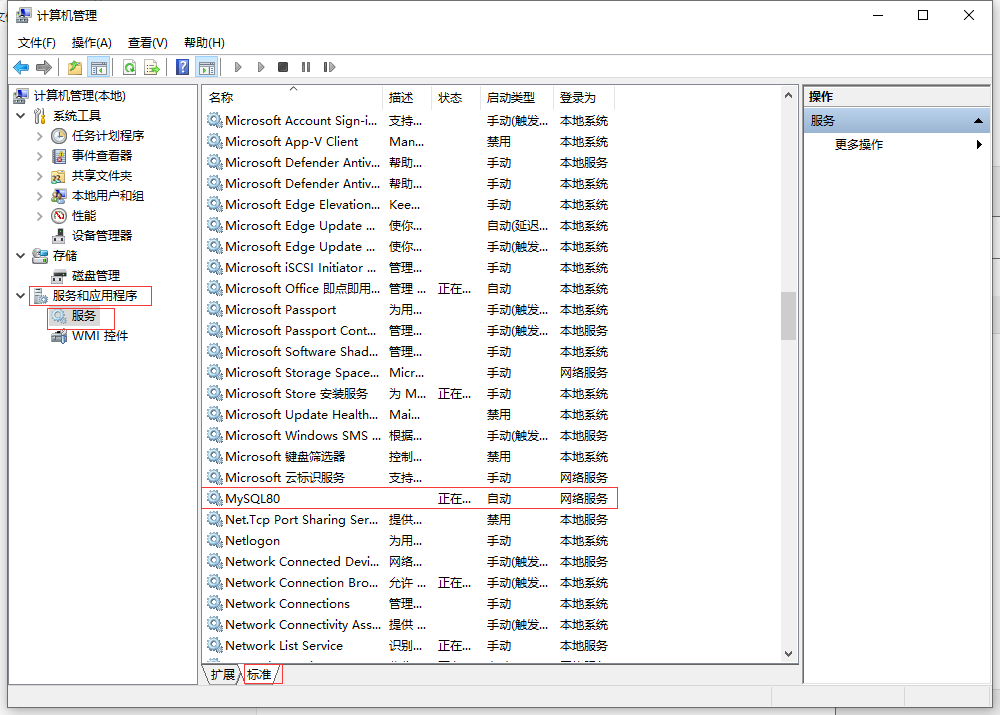 计算机管理
文件(F) 操作(A) 查看(V) 帮助(H)
计算机管理(本地)
系统工具
任务计划程序
事件查看器
共享文件夹
本地用户和组
性能
设备管理器
存储
磁盘管理
服务和应用程序
服务
WMI 控件
名称 描述 状态 启动类型 登录为
Microsoft Account Sign-i... 支持... 手动(触发... 本地系统
Microsoft App-V Client Man... 禁用 本地系统
Microsoft Defender Antiv... 帮助... 手动 本地系统
Microsoft Defender Antiv... 帮助... 手动 本地系统
Microsoft Edge Elevation... Kee... 手动 本地系统
Microsoft Edge Update ... 使你... 自动(延迟... 本地系统
Microsoft Edge Update ... 使你... 手动(触发... 本地系统
Microsoft iSCSI Initiator ... 管理... 手动 本地系统
Microsoft Office 即点即用... 管理 ... 正在... 自动 本地系统
Microsoft Passport 为用... 手动(触发... 本地系统
Microsoft Passport Cont... 管理... 手动(触发... 本地服务
Microsoft Software Shad... 管理... 手动 本地系统
Microsoft Storage Space... Micr... 手动 网络服务
Microsoft Store 安装服务 为 M... 正在... 手动 本地系统
Microsoft Update Health... Mai... 禁用 本地系统
Microsoft Windows SMS ... 根据... 手动(触发... 本地服务
Microsoft 键盘筛选器 控制... 禁用 本地系统
Microsoft 云标识服务 支持... 手动 网络服务
MySQL80 正在... 自动 网络服务
Net.Tcp Port Sharing Ser... 提供... 禁用 本地服务
Netlogon 为用... 手动 本地系统
Network Connected Devi... 网络... 手动(触发... 本地服务
Network Connection Bro... 允许 ... 正在... 手动(触发... 本地系统
Network Connections 管理... 手动 本地系统
Network Connectivity Ass... 提供 ... 手动(触发... 本地系统
Network List Service 识别... 正在... 手动 本地服务
扩展 标准
操作
服务
更多操作